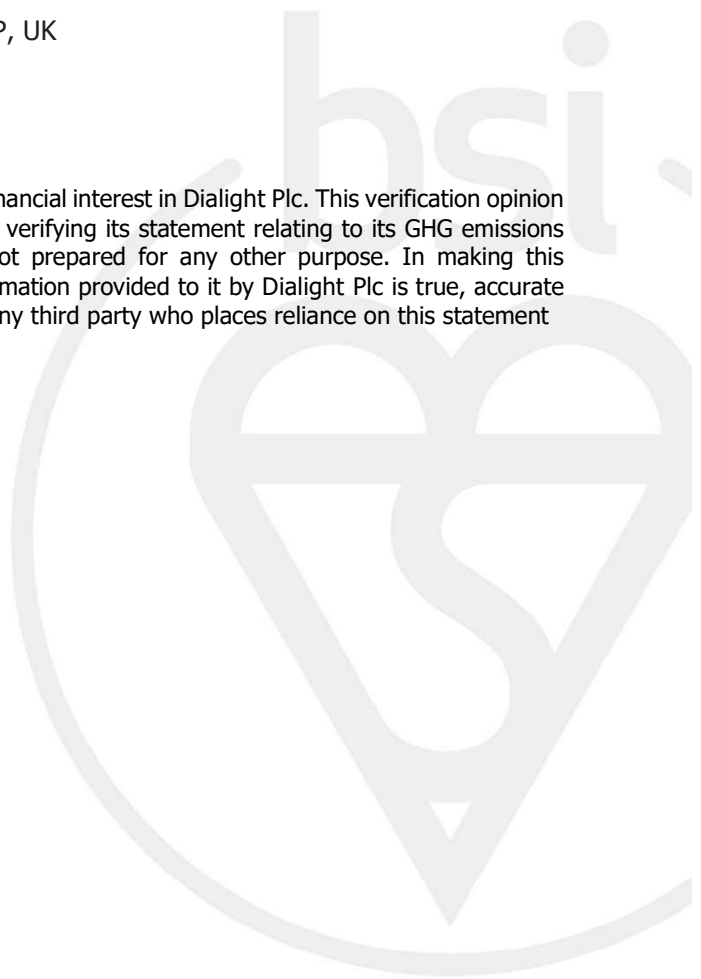 P, UK
bsi
nancial interest in Dialight Plc. This verification opinion
verifying its statement relating to its GHG emissions
ot prepared for any other purpose. In making this
mation provided to it by Dialight Plc is true, accurate
ny third party who places reliance on this statement